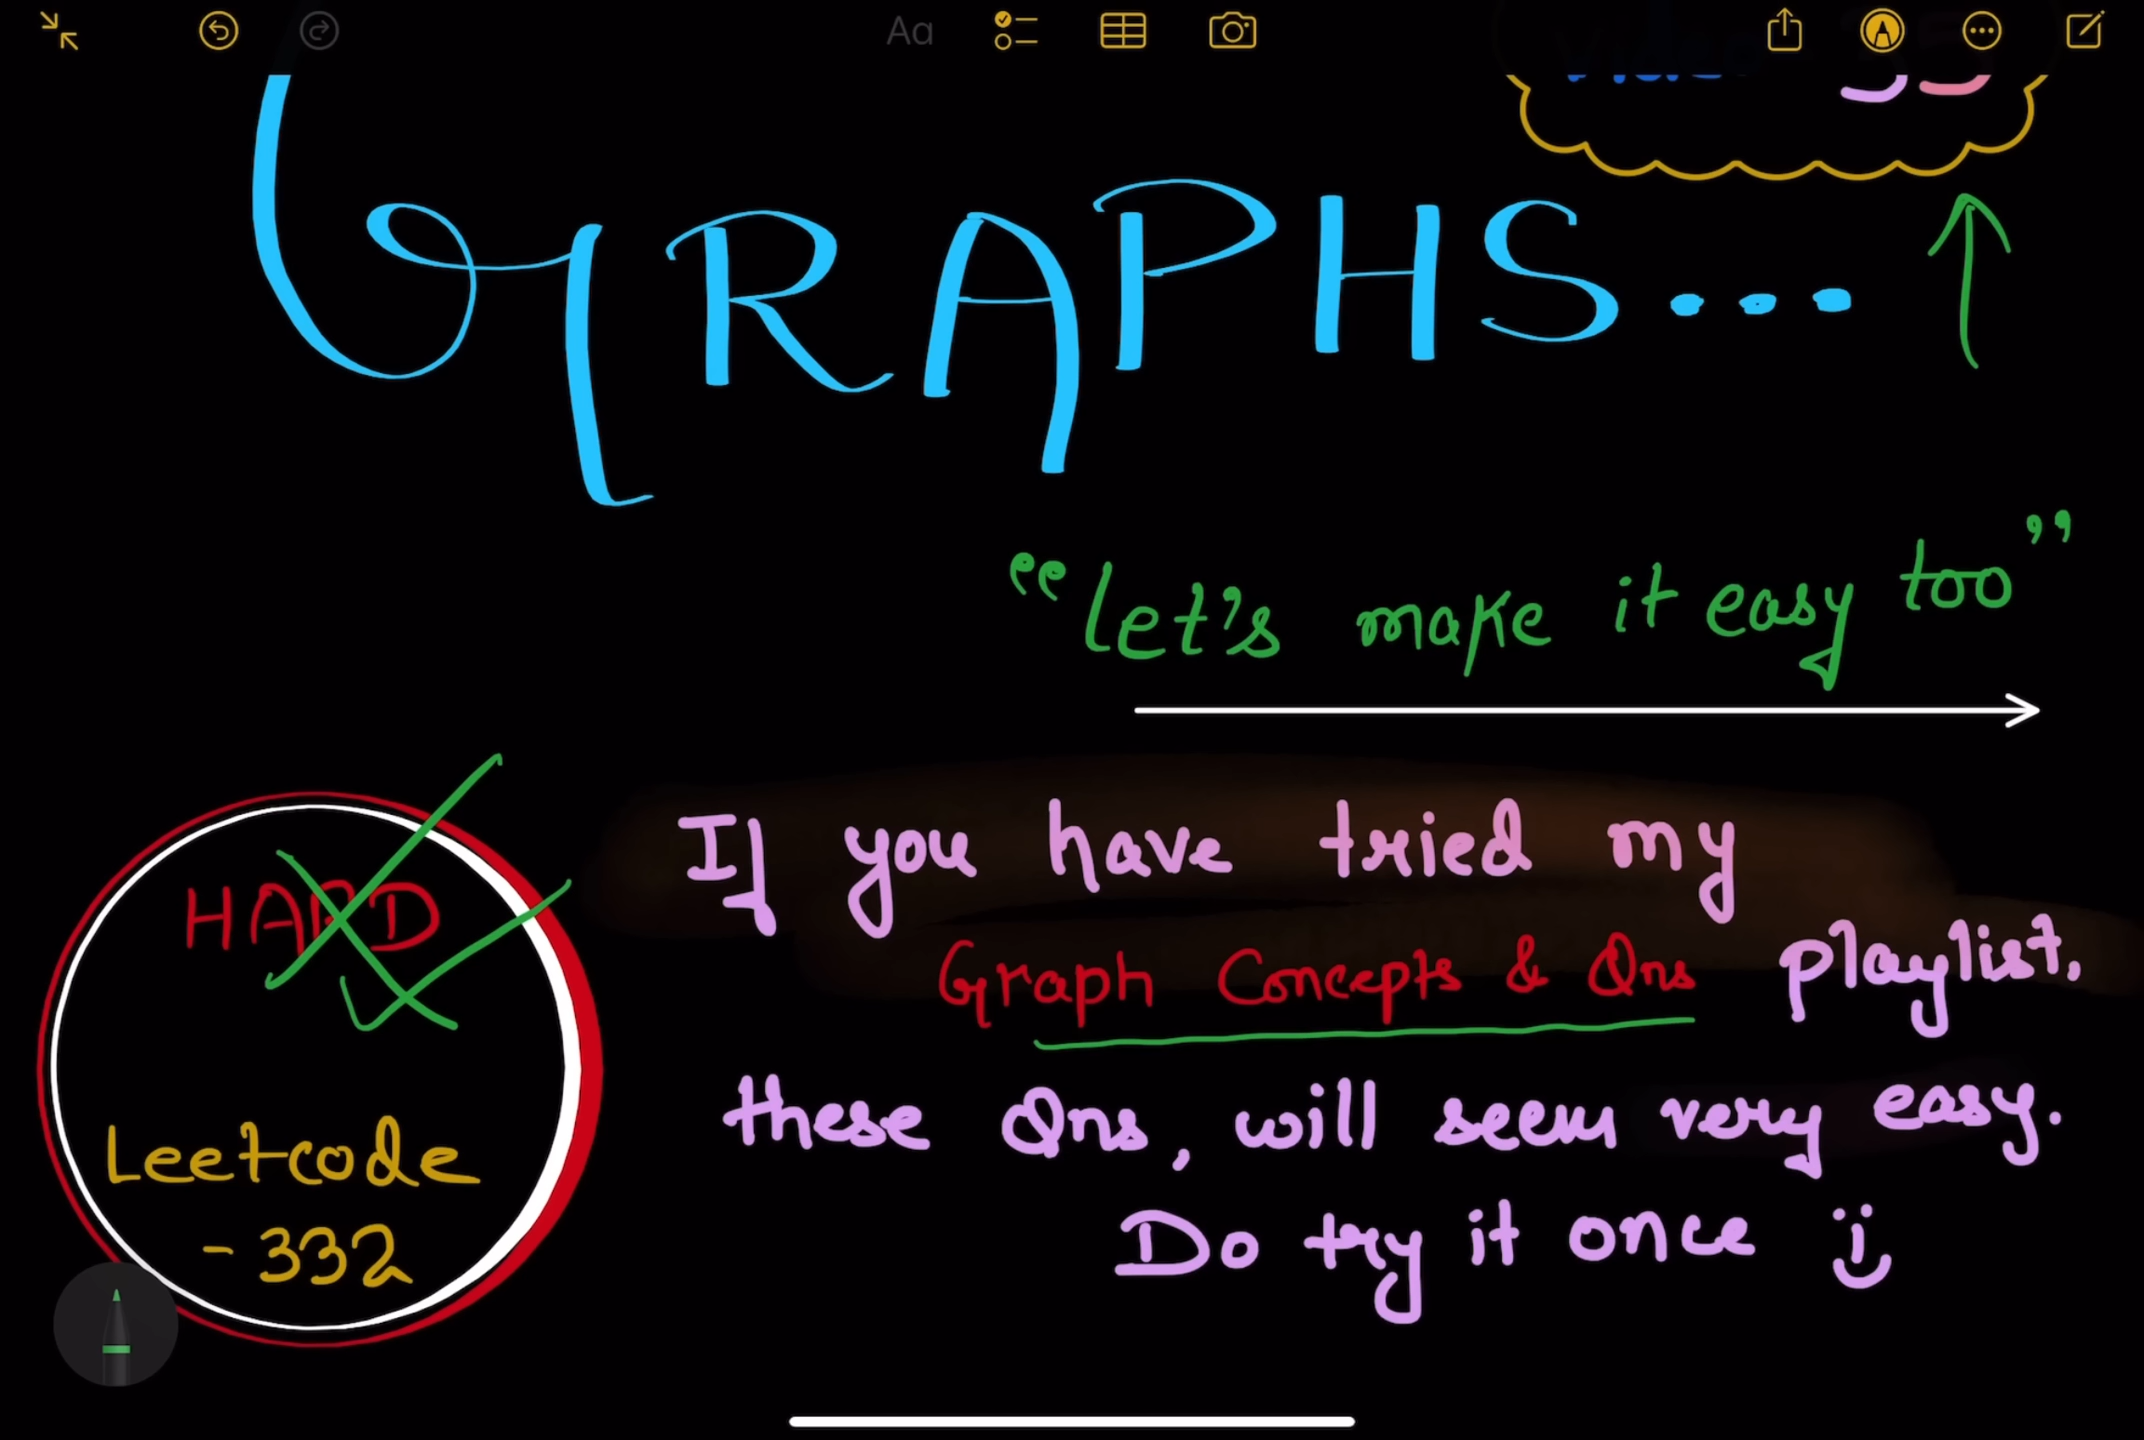 Aa
GRAPHS...
"Let's make it easy too"
HARD
If you have tried my
Graph Concepts & Qns playlist,
these Qns, will seem very easy.
Do try it once
Leetcode
-332